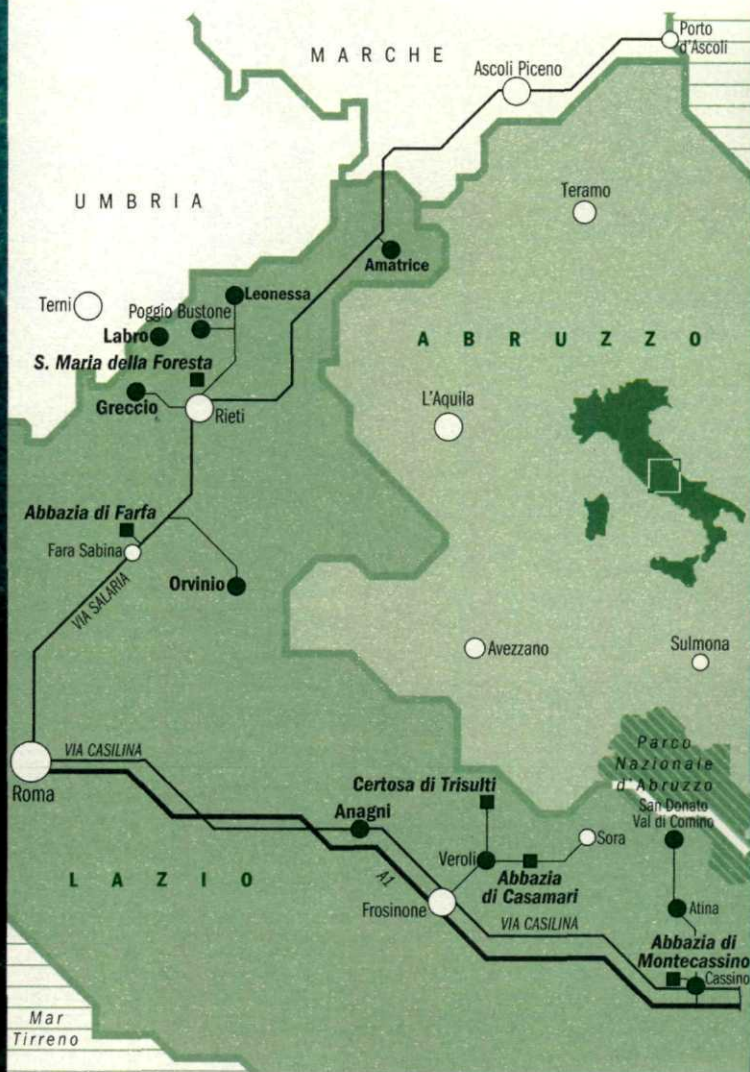 Porto
d'Ascoli
MARCHE
Ascoli Piceno
UMBRIA
Teramo
Amatrice
Leonessa
Terni
Poggio Bustone
Labro
ABRUZZO
S. Maria della Foresta
L'Aquila
Greccio
Rieti
Abbazia di Farfa
Fara Sabina
Orvinio
VIA SALARIA
Avezzano
Sulmona
Parco
Nazionale
d'Abruzzo
VIA CASILINA
Roma
Certosa di Trisulti
San Donato
Val di Comino
Anagni
Sora
Veroli
A1
LAZIO
Abbazia
di Casamari
Frosinone
Atina
VIA CASILINA
Abbazia di
Montecassino
Cassino
Mar
Tirreno